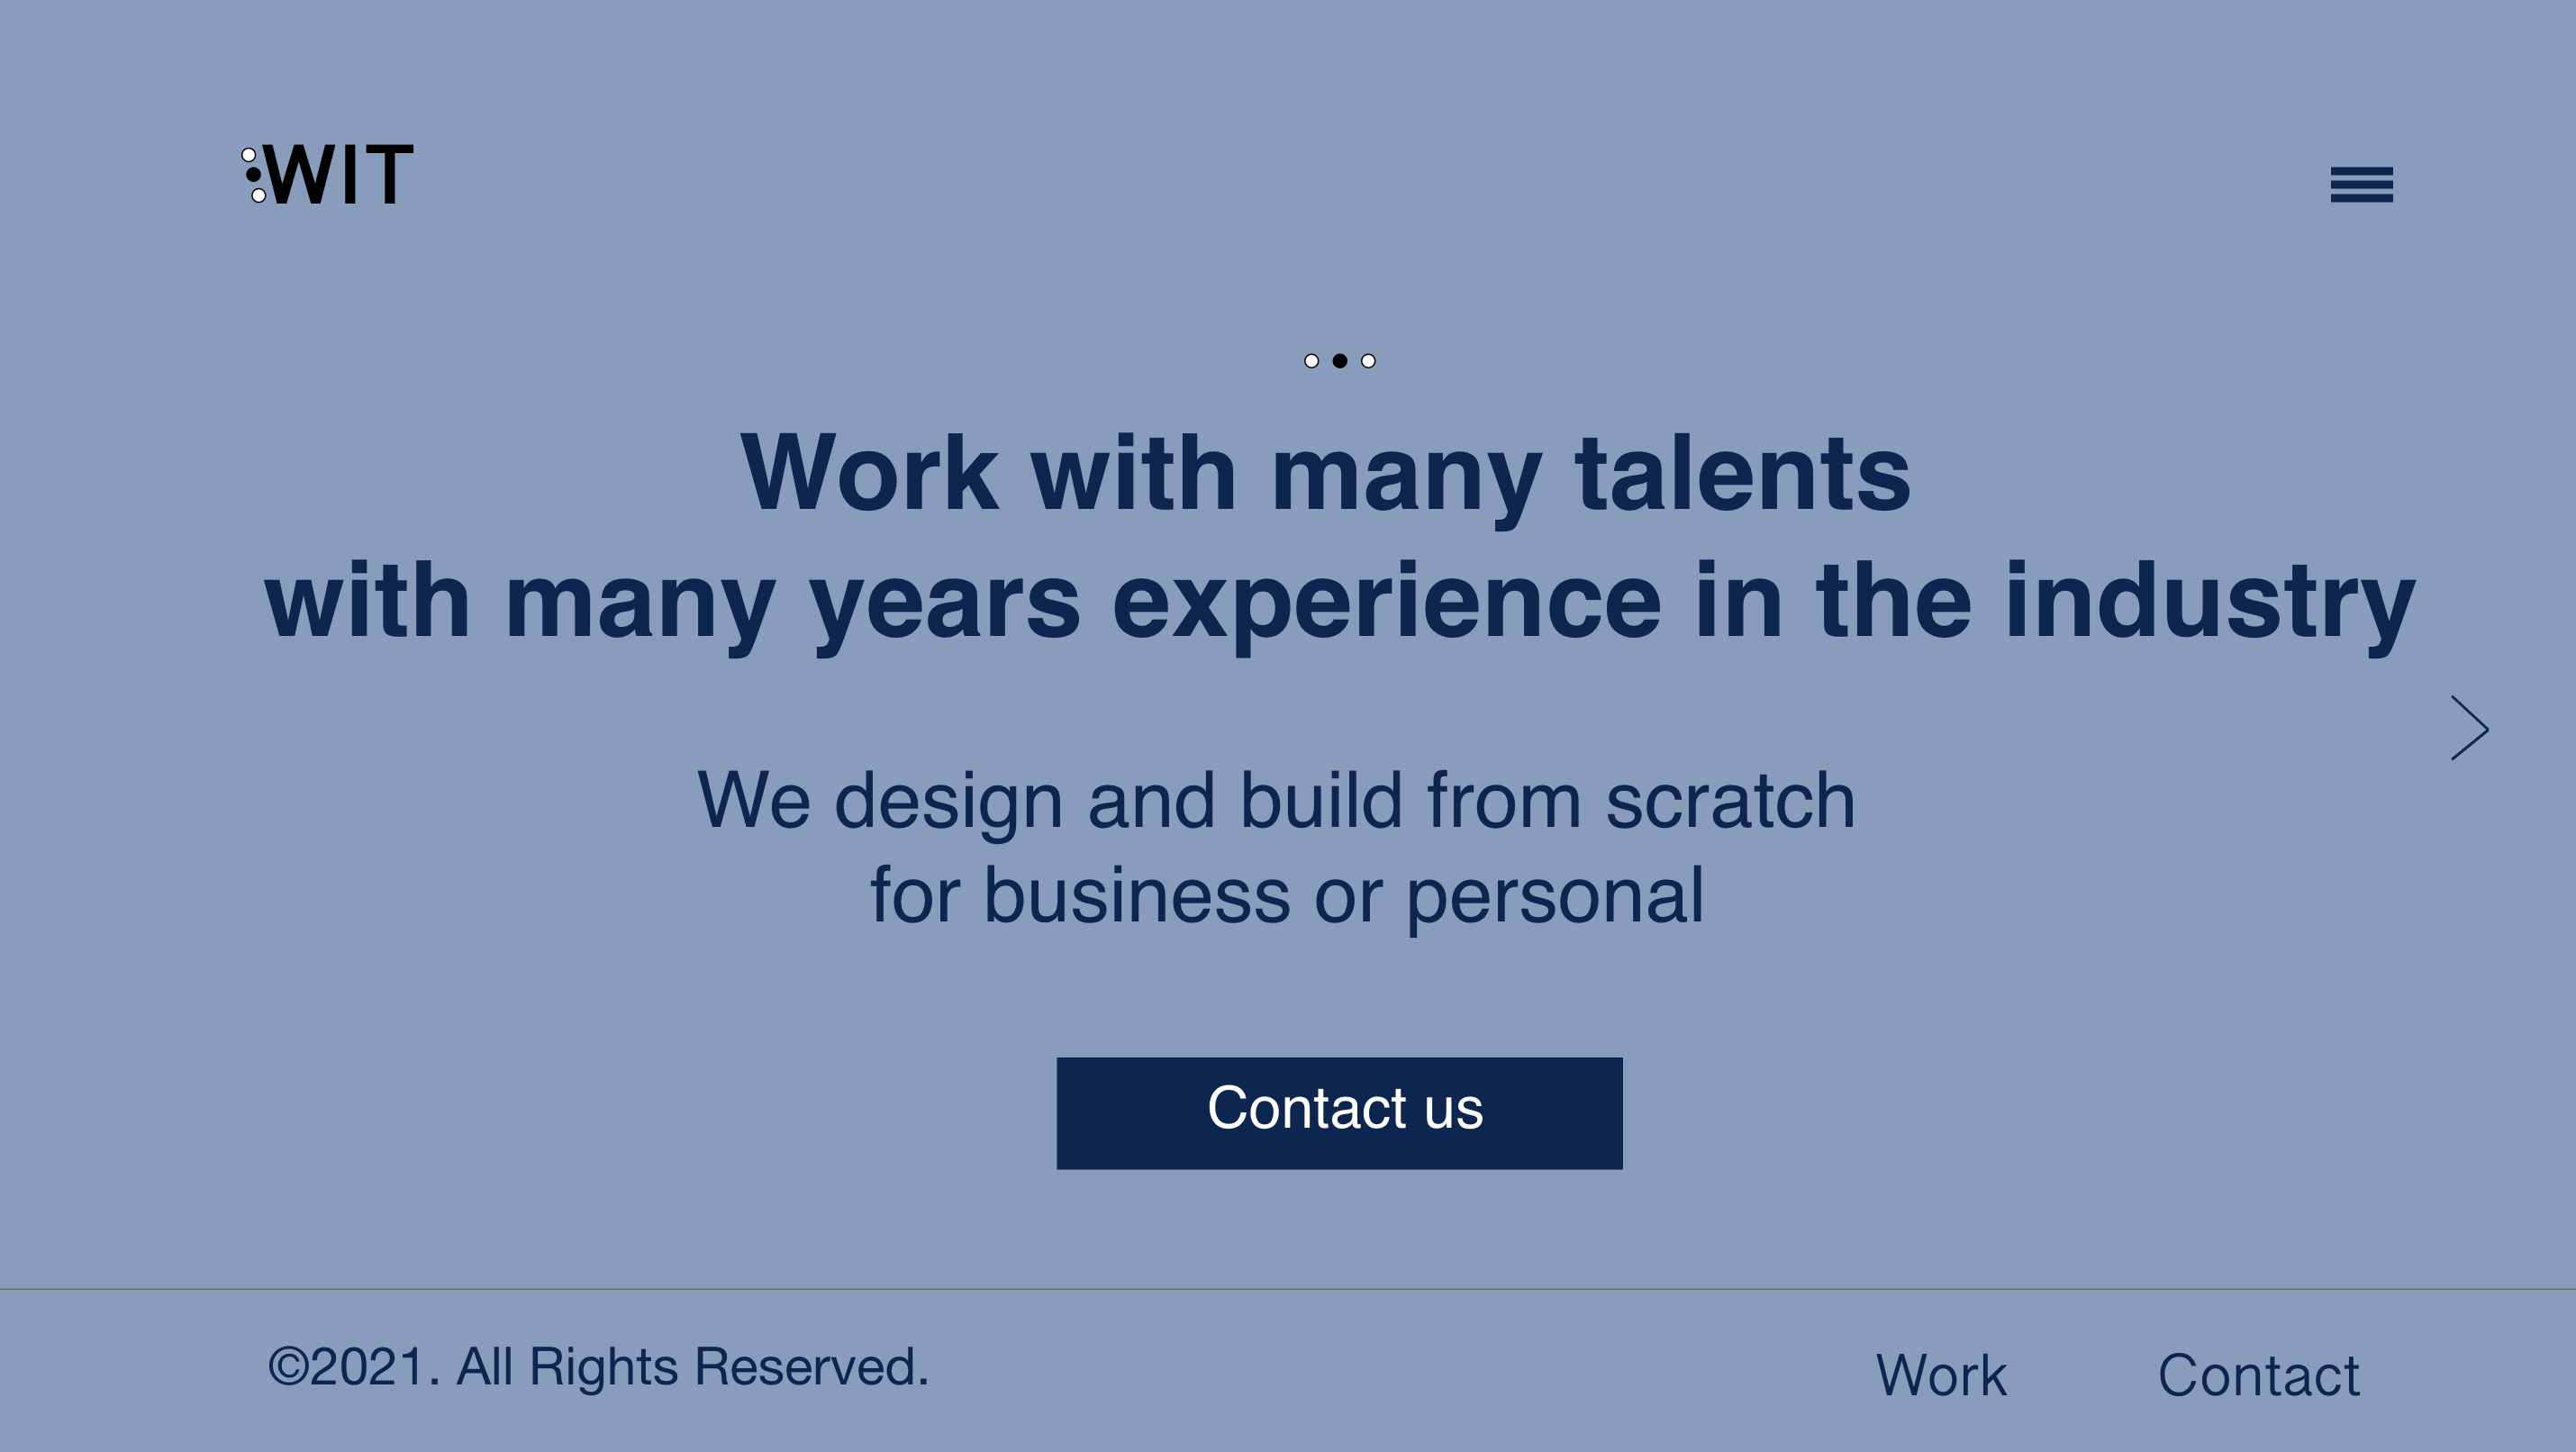 WIT
Work with many talents
with many years experience in the industry
We design and build from scratch
for business or personal
Contact us
©2021. All Rights Reserved.
Work
Contact